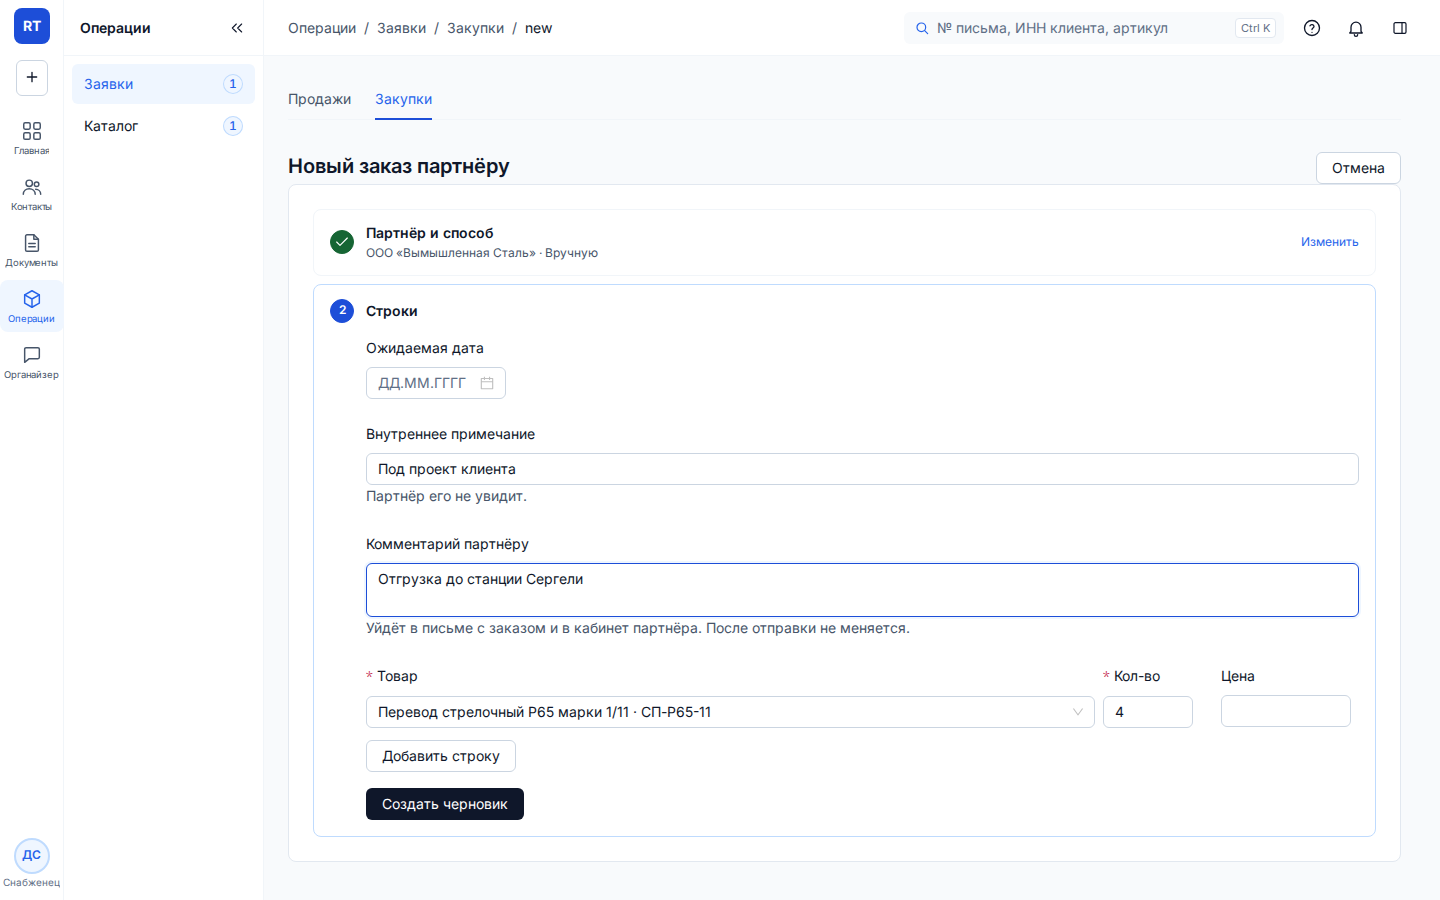 RT
Операции
Операции / Заявки / Закупки / new
№ письма, ИНН клиента, артикул
Ctrl K
Заявки
1
Каталог
1
Главная
Контакты
Документы
Операции
Органайзер
ДС
Снабженец
Продажи
Закупки
Новый заказ партнёру
Отмена
Партнёр и способ
ООО «Вымышленная Сталь» · Вручную
Изменить
2
Строки
Ожидаемая дата
ДД.ММ.ГГГГ
Внутреннее примечание
Под проект клиента
Партнёр его не увидит.
Комментарий партнёру
Отгрузка до станции Сергели
Уйдёт в письме с заказом и в кабинет партнёра. После отправки не меняется.
* Товар
* Кол-во
Цена
Перевод стрелочный Р65 марки 1/11 · СП-Р65-11
4
Добавить строку
Создать черновик